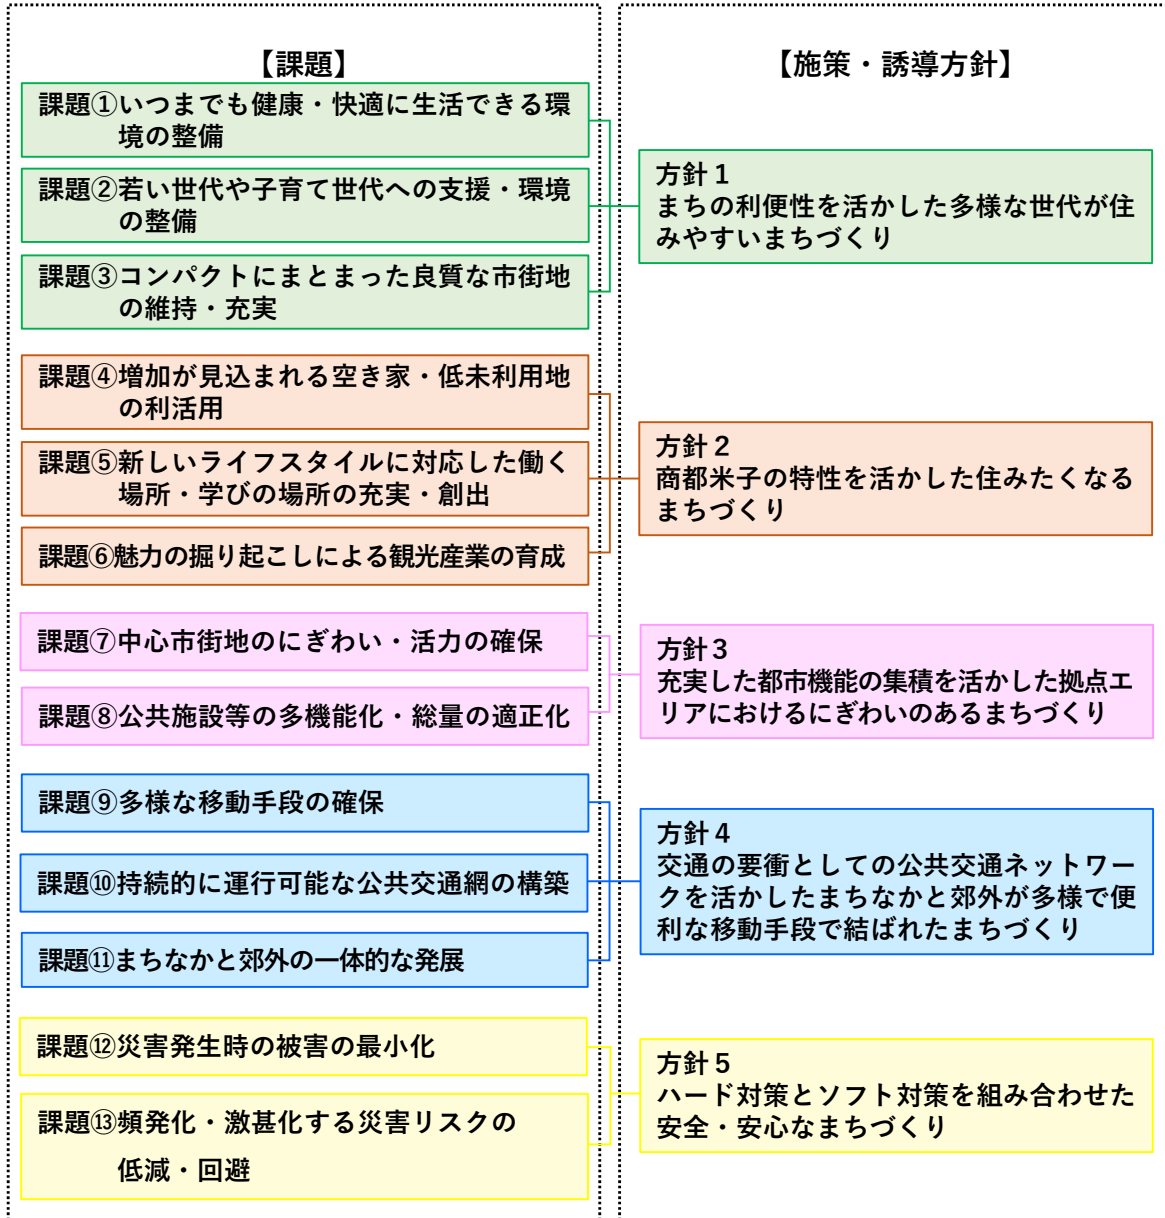 【課題】
課題①いつまでも健康・快適に生活できる環
境の整備
課題②若い世代や子育て世代への支援・環境
の整備
課題③コンパクトにまとまった良質な市街地
の維持・充実
課題④増加が見込まれる空き家・低未利用地
の利活用
課題⑤新しいライフスタイルに対応した働く
場所・学びの場所の充実・創出
課題⑥魅力の掘り起こしによる観光産業の育成
課題⑦中心市街地のにぎわい・活力の確保
課題⑧公共施設等の多機能化・総量の適正化
課題⑨多様な移動手段の確保
課題⑩持続的に運行可能な公共交通網の構築
課題⑪まちなかと郊外の一体的な発展
課題⑫災害発生時の被害の最小化
課題⑬頻発化・激甚化する災害リスクの
低減・回避
【施策・誘導方針】
方針１
まちの利便性を活かした多様な世代が住
みやすいまちづくり
方針２
商都米子の特性を活かした住みたくなる
まちづくり
方針３
充実した都市機能の集積を活かした拠点エ
リアにおけるにぎわいのあるまちづくり
方針４
交通の要衝としての公共交通ネットワー
クを活かしたまちなかと郊外が多様で便
利な移動手段で結ばれたまちづくり
方針５
ハード対策とソフト対策を組み合わせた
安全・安心なまちづくり